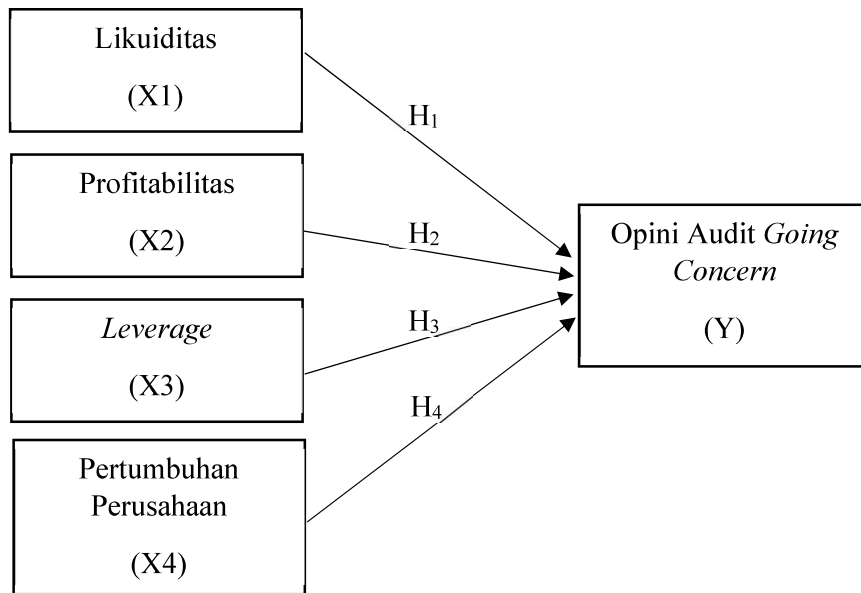 Likuiditas
(X1)
H₁
Profitabilitas
(X2)
H₂
Leverage
(X3)
H₃
Pertumbuhan
Perusahaan
(X4)
H₄
Opini Audit Going
Concern
(Y)